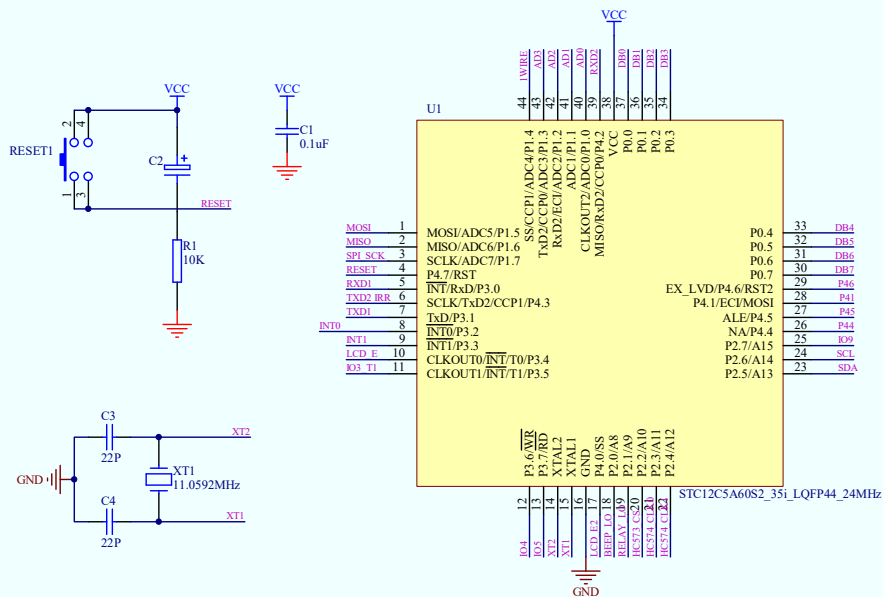 VCC
1WIRE
AD3
AD2
AD1
AD0
RXD2
DB0
DB1
DB2
DB3
44
43
42
41
40
39
38
37
36
35
34
U1
SS/CCP1/ADC4/P1.4
TxD2/CCP0/ADC3/P1.3
RxD2/ECI/ADC2/P1.2
ADC1/P1.1
CLKOUT2/ADC0/P1.0
MISO/RxD2/CCP0/P4.2
VCC
P0.0
P0.1
P0.2
P0.3
VCC
VCC
2
4
RESET1
1
3
C2
+
C1
0.1uF
RESET
R1
10K
MOSI 1 MOSI/ADC5/P1.5
MISO 2 MISO/ADC6/P1.6
SPI_SCK 3 SCLK/ADC7/P1.7
RESET 4 P4.7/RST
RXD1 5 INT/RxD/P3.0
TXD2_IRR 6 SCLK/TxD2/CCP1/P4.3
TXD1 7 TxD/P3.1
INT0 8 INT0/P3.2
INT1 9 INT1/P3.3
LCD_E 10 CLKOUT0/INT/T0/P3.4
IO3_T1 11 CLKOUT1/INT/T1/P3.5
P0.4 33 DB4
P0.5 32 DB5
P0.6 31 DB6
P0.7 30 DB7
EX_LVD/P4.6/RST2 29 P46
P4.1/ECI/MOSI 28 P41
ALE/P4.5 27 P45
NA/P4.4 26 P44
P2.7/A15 25 IO9
P2.6/A14 24 SCL
P2.5/A13 23 SDA
C3
22P
XT2
GND
XT1
11.0592MHz
C4
22P
XT1
P3.6/WR
P3.7/RD
XTAL2
XTAL1
GND
P4.0/SS
P2.0/A8
P2.1/A9
P2.2/A10
P2.3/A11
P2.4/A12
STC12C5A60S2_35i_LQFP44_24MHz
12
13
14
15
16
17
18
19
20
21
22
IO4
IO5
XT2
XT1
LCD_E2
BEEP_LO
RELAY_LO
HC573_CS
HC574
HC574
GND